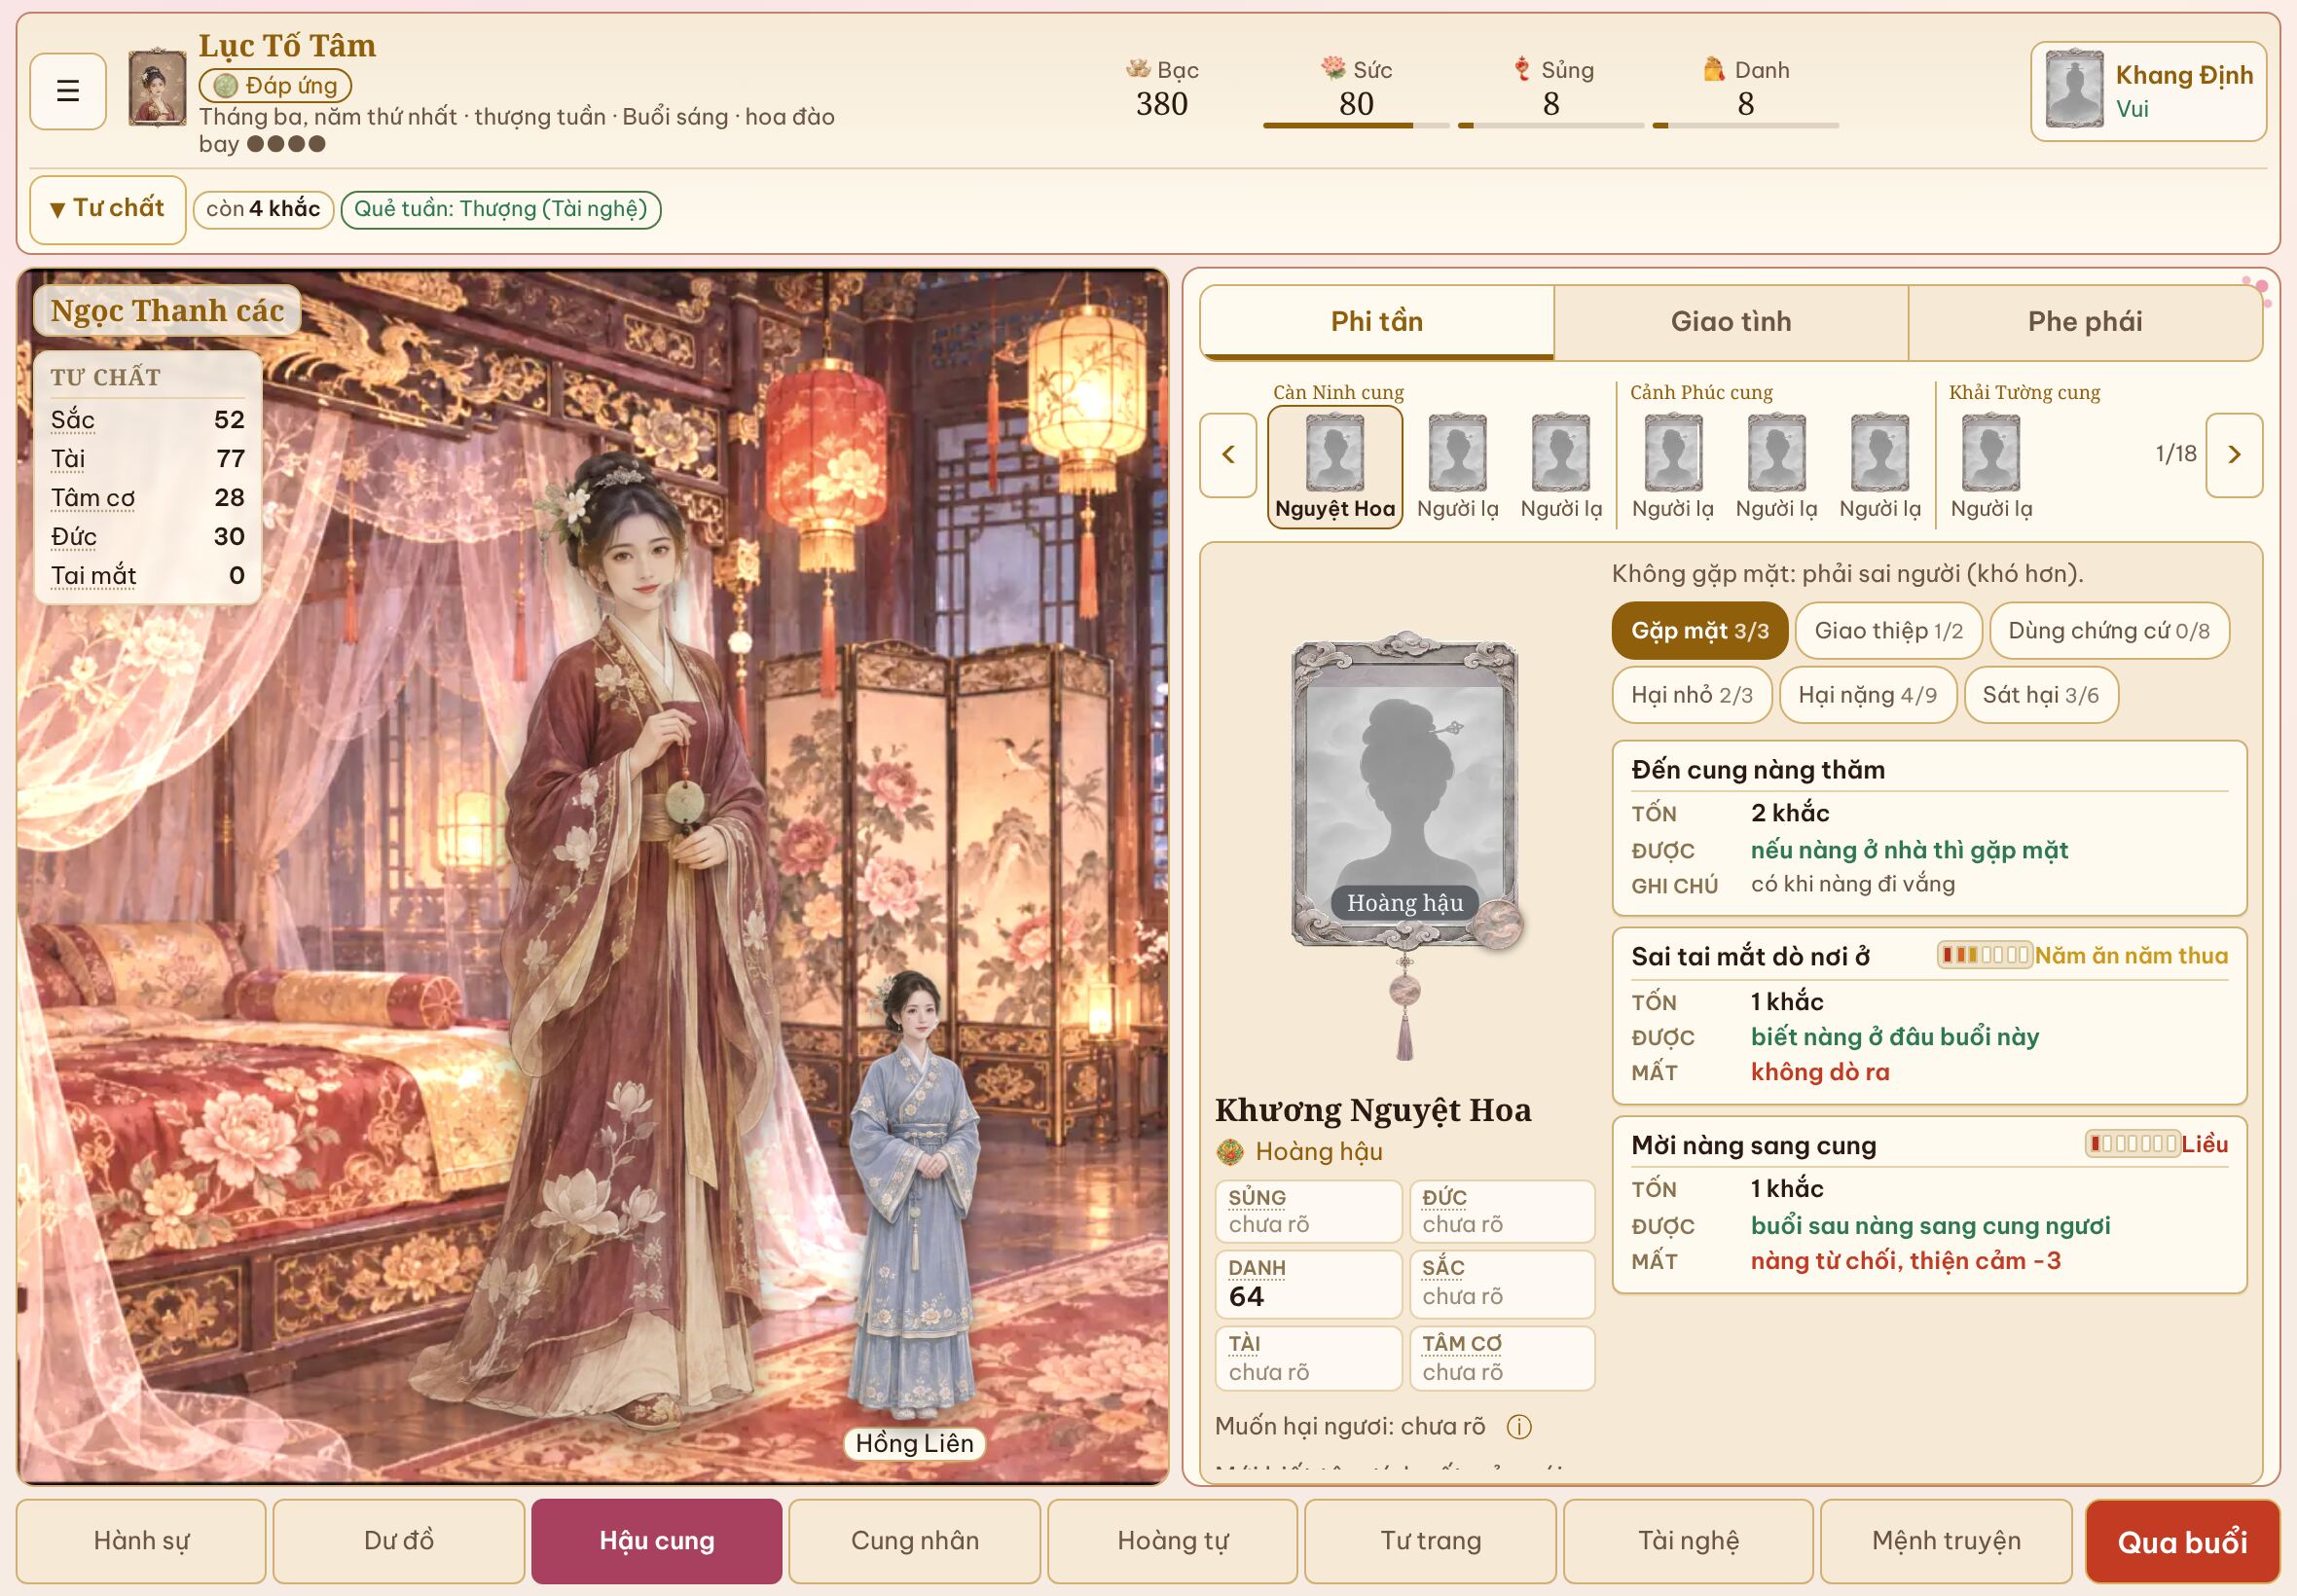 ☰
Lục Tố Tâm
Đáp ứng
Tháng ba, năm thứ nhất · thượng tuần · Buổi sáng · hoa đào
bay ●●●●
Bạc
380
Sức
80
Sủng
8
Danh
8
Khang Định
Vui
▼ Tư chất
còn 4 khắc
Quẻ tuần: Thượng (Tài nghệ)
Ngọc Thanh các
TƯ CHẤT
Sắc 52
Tài 77
Tâm cơ 28
Đức 30
Tai mắt 0
Hồng Liên
Phi tần
Giao tình
Phe phái
Càn Ninh cung
Cảnh Phúc cung
Khải Tường cung
Nguyệt Hoa
Người lạ
Người lạ
Người lạ
Người lạ
Người lạ
Người lạ
1/18
Hoàng hậu
Khương Nguyệt Hoa
Hoàng hậu
SỦNG
chưa rõ
ĐỨC
chưa rõ
DANH
64
SẮC
chưa rõ
TÀI
chưa rõ
TÂM CƠ
chưa rõ
Muốn hại ngươi: chưa rõ ⓘ
Không gặp mặt: phải sai người (khó hơn).
Gặp mặt 3/3
Giao thiệp 1/2
Dùng chứng cứ 0/8
Hại nhỏ 2/3
Hại nặng 4/9
Sát hại 3/6
Đến cung nàng thăm
TỐN 2 khắc
ĐƯỢC nếu nàng ở nhà thì gặp mặt
GHI CHÚ có khi nàng đi vắng
Sai tai mắt dò nơi ở
Năm ăn năm thua
TỐN 1 khắc
ĐƯỢC biết nàng ở đâu buổi này
MẤT không dò ra
Mời nàng sang cung
Liều
TỐN 1 khắc
ĐƯỢC buổi sau nàng sang cung ngươi
MẤT nàng từ chối, thiện cảm -3
Hành sự
Dư đồ
Hậu cung
Cung nhân
Hoàng tự
Tư trang
Tài nghệ
Mệnh truyện
Qua buổi